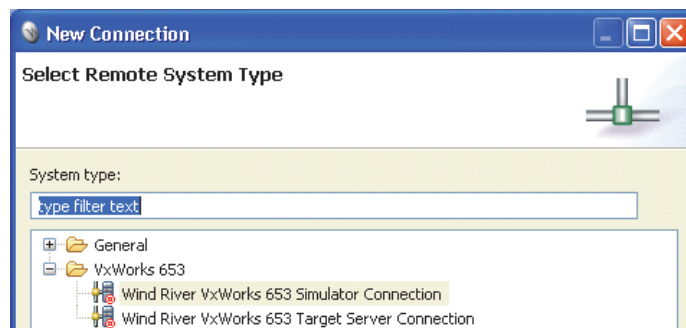 New Connection
Select Remote System Type
System type:
type filter text
General
VxWorks 653
Wind River VxWorks 653 Simulator Connection
Wind River VxWorks 653 Target Server Connection